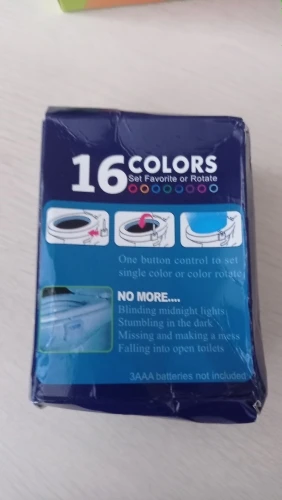 16 COLORS
Set Favorite or Rotate
One button control to set
single color or color rotate
NO MORE....
Blinding midnight lights
Stumbling in the dark
Missing and making a mess
Falling into open toilets
3AAA batteries not included